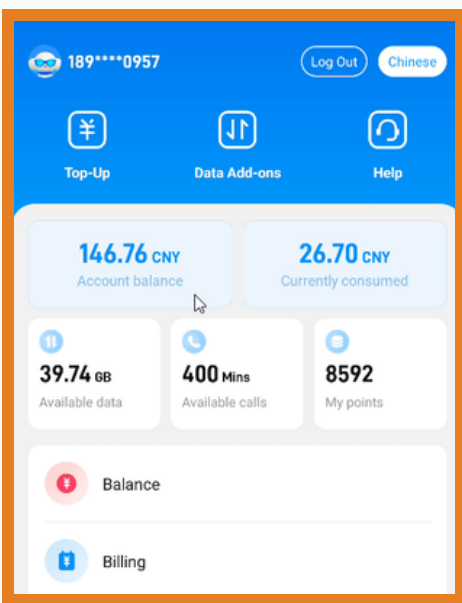 189****0957
Log Out
Chinese
Top-Up
Data Add-ons
Help
146.76 CNY
Account balance
26.70 CNY
Currently consumed
39.74 GB
Available data
400 Mins
Available calls
8592
My points
Balance
Billing